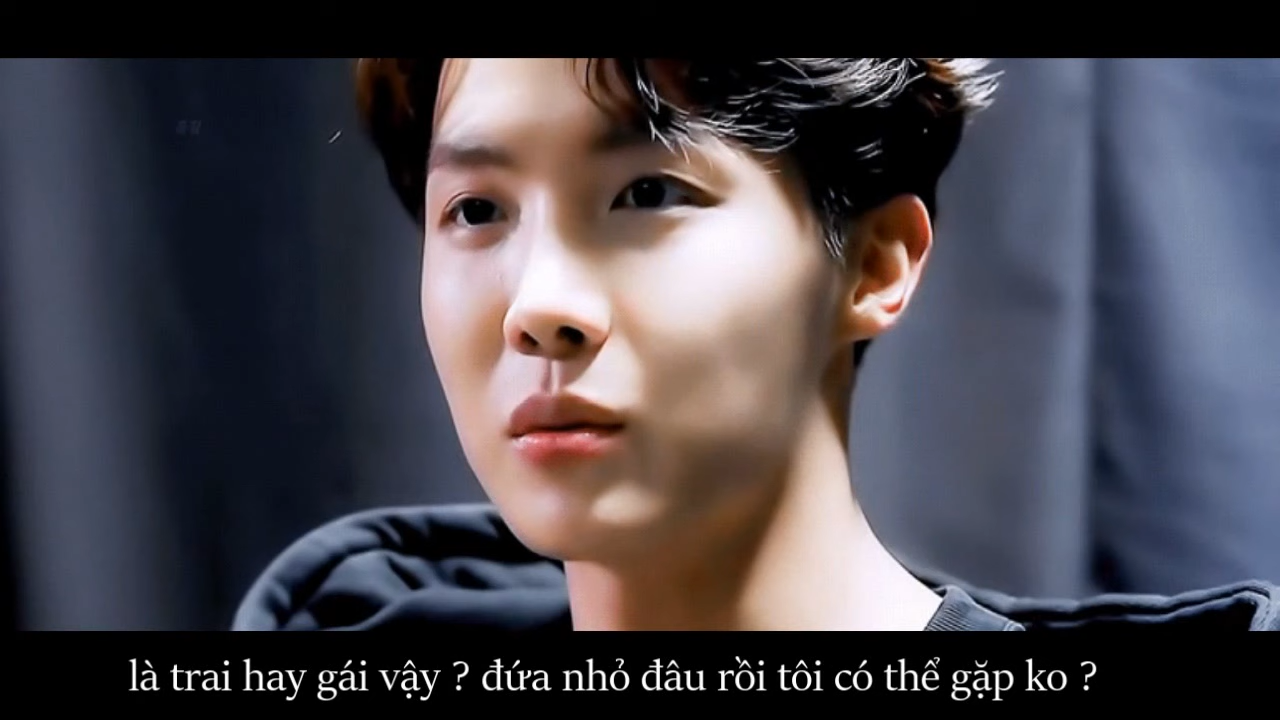 là trai hay gái vậy ? đứa nhỏ đâu rồi tôi có thể gặp ko ?